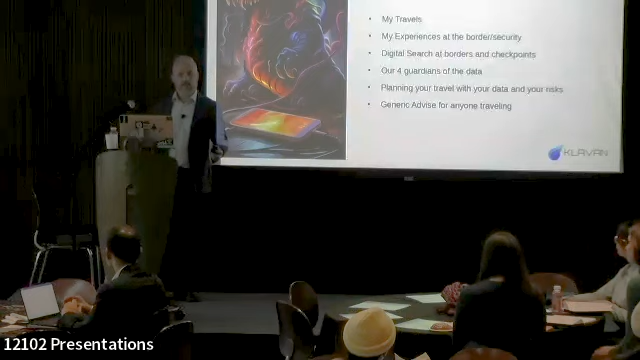 My Travels
My Experiences at the border/security
Digital Search at borders and checkpoints
Our 4 guardians of the data
Planning your travel with your data and your risks
Generic Advise for anyone traveling
KLAVAN
12102 Presentations